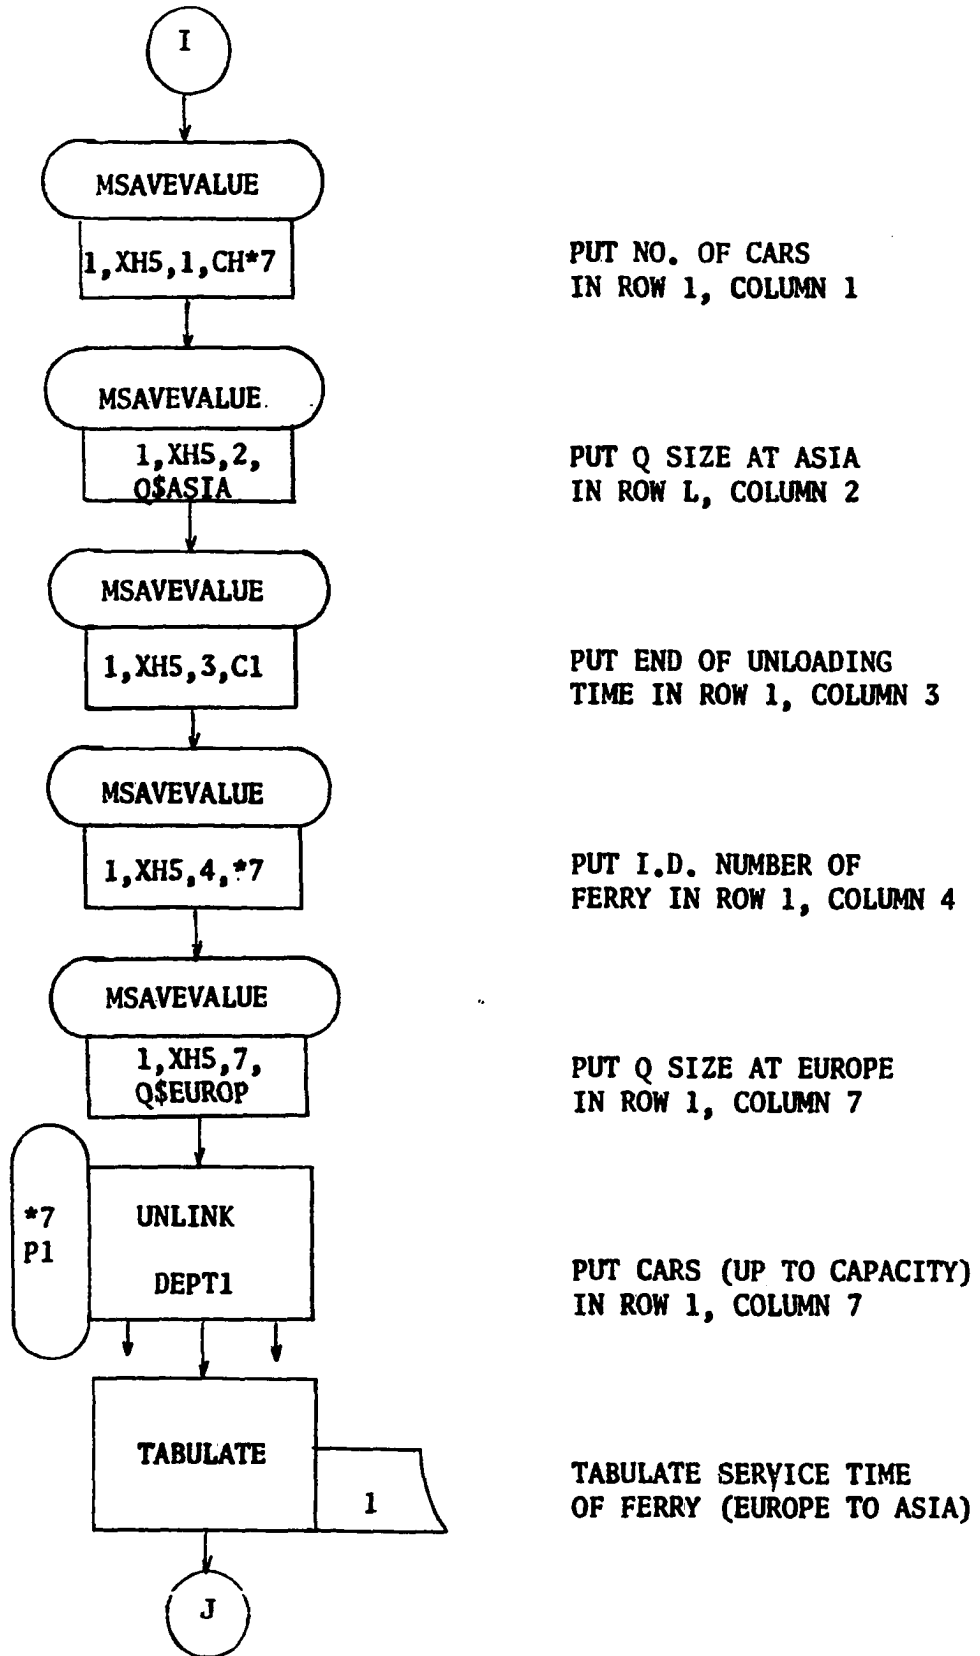 I
MSAVEVALUE
1,XH5,1,CH*7
PUT NO. OF CARS
IN ROW 1, COLUMN 1
MSAVEVALUE
1,XH5,2,
Q$ASIA
PUT Q SIZE AT ASIA
IN ROW L, COLUMN 2
MSAVEVALUE
1,XH5,3,C1
PUT END OF UNLOADING
TIME IN ROW 1, COLUMN 3
MSAVEVALUE
1,XH5,4,*7
PUT I.D. NUMBER OF
FERRY IN ROW 1, COLUMN 4
MSAVEVALUE
1,XH5,7,
Q$EUROP
PUT Q SIZE AT EUROPE
IN ROW 1, COLUMN 7
*7
P1
UNLINK
DEPT1
PUT CARS (UP TO CAPACITY)
IN ROW 1, COLUMN 7
TABULATE
1
TABULATE SERVICE TIME
OF FERRY (EUROPE TO ASIA)
J